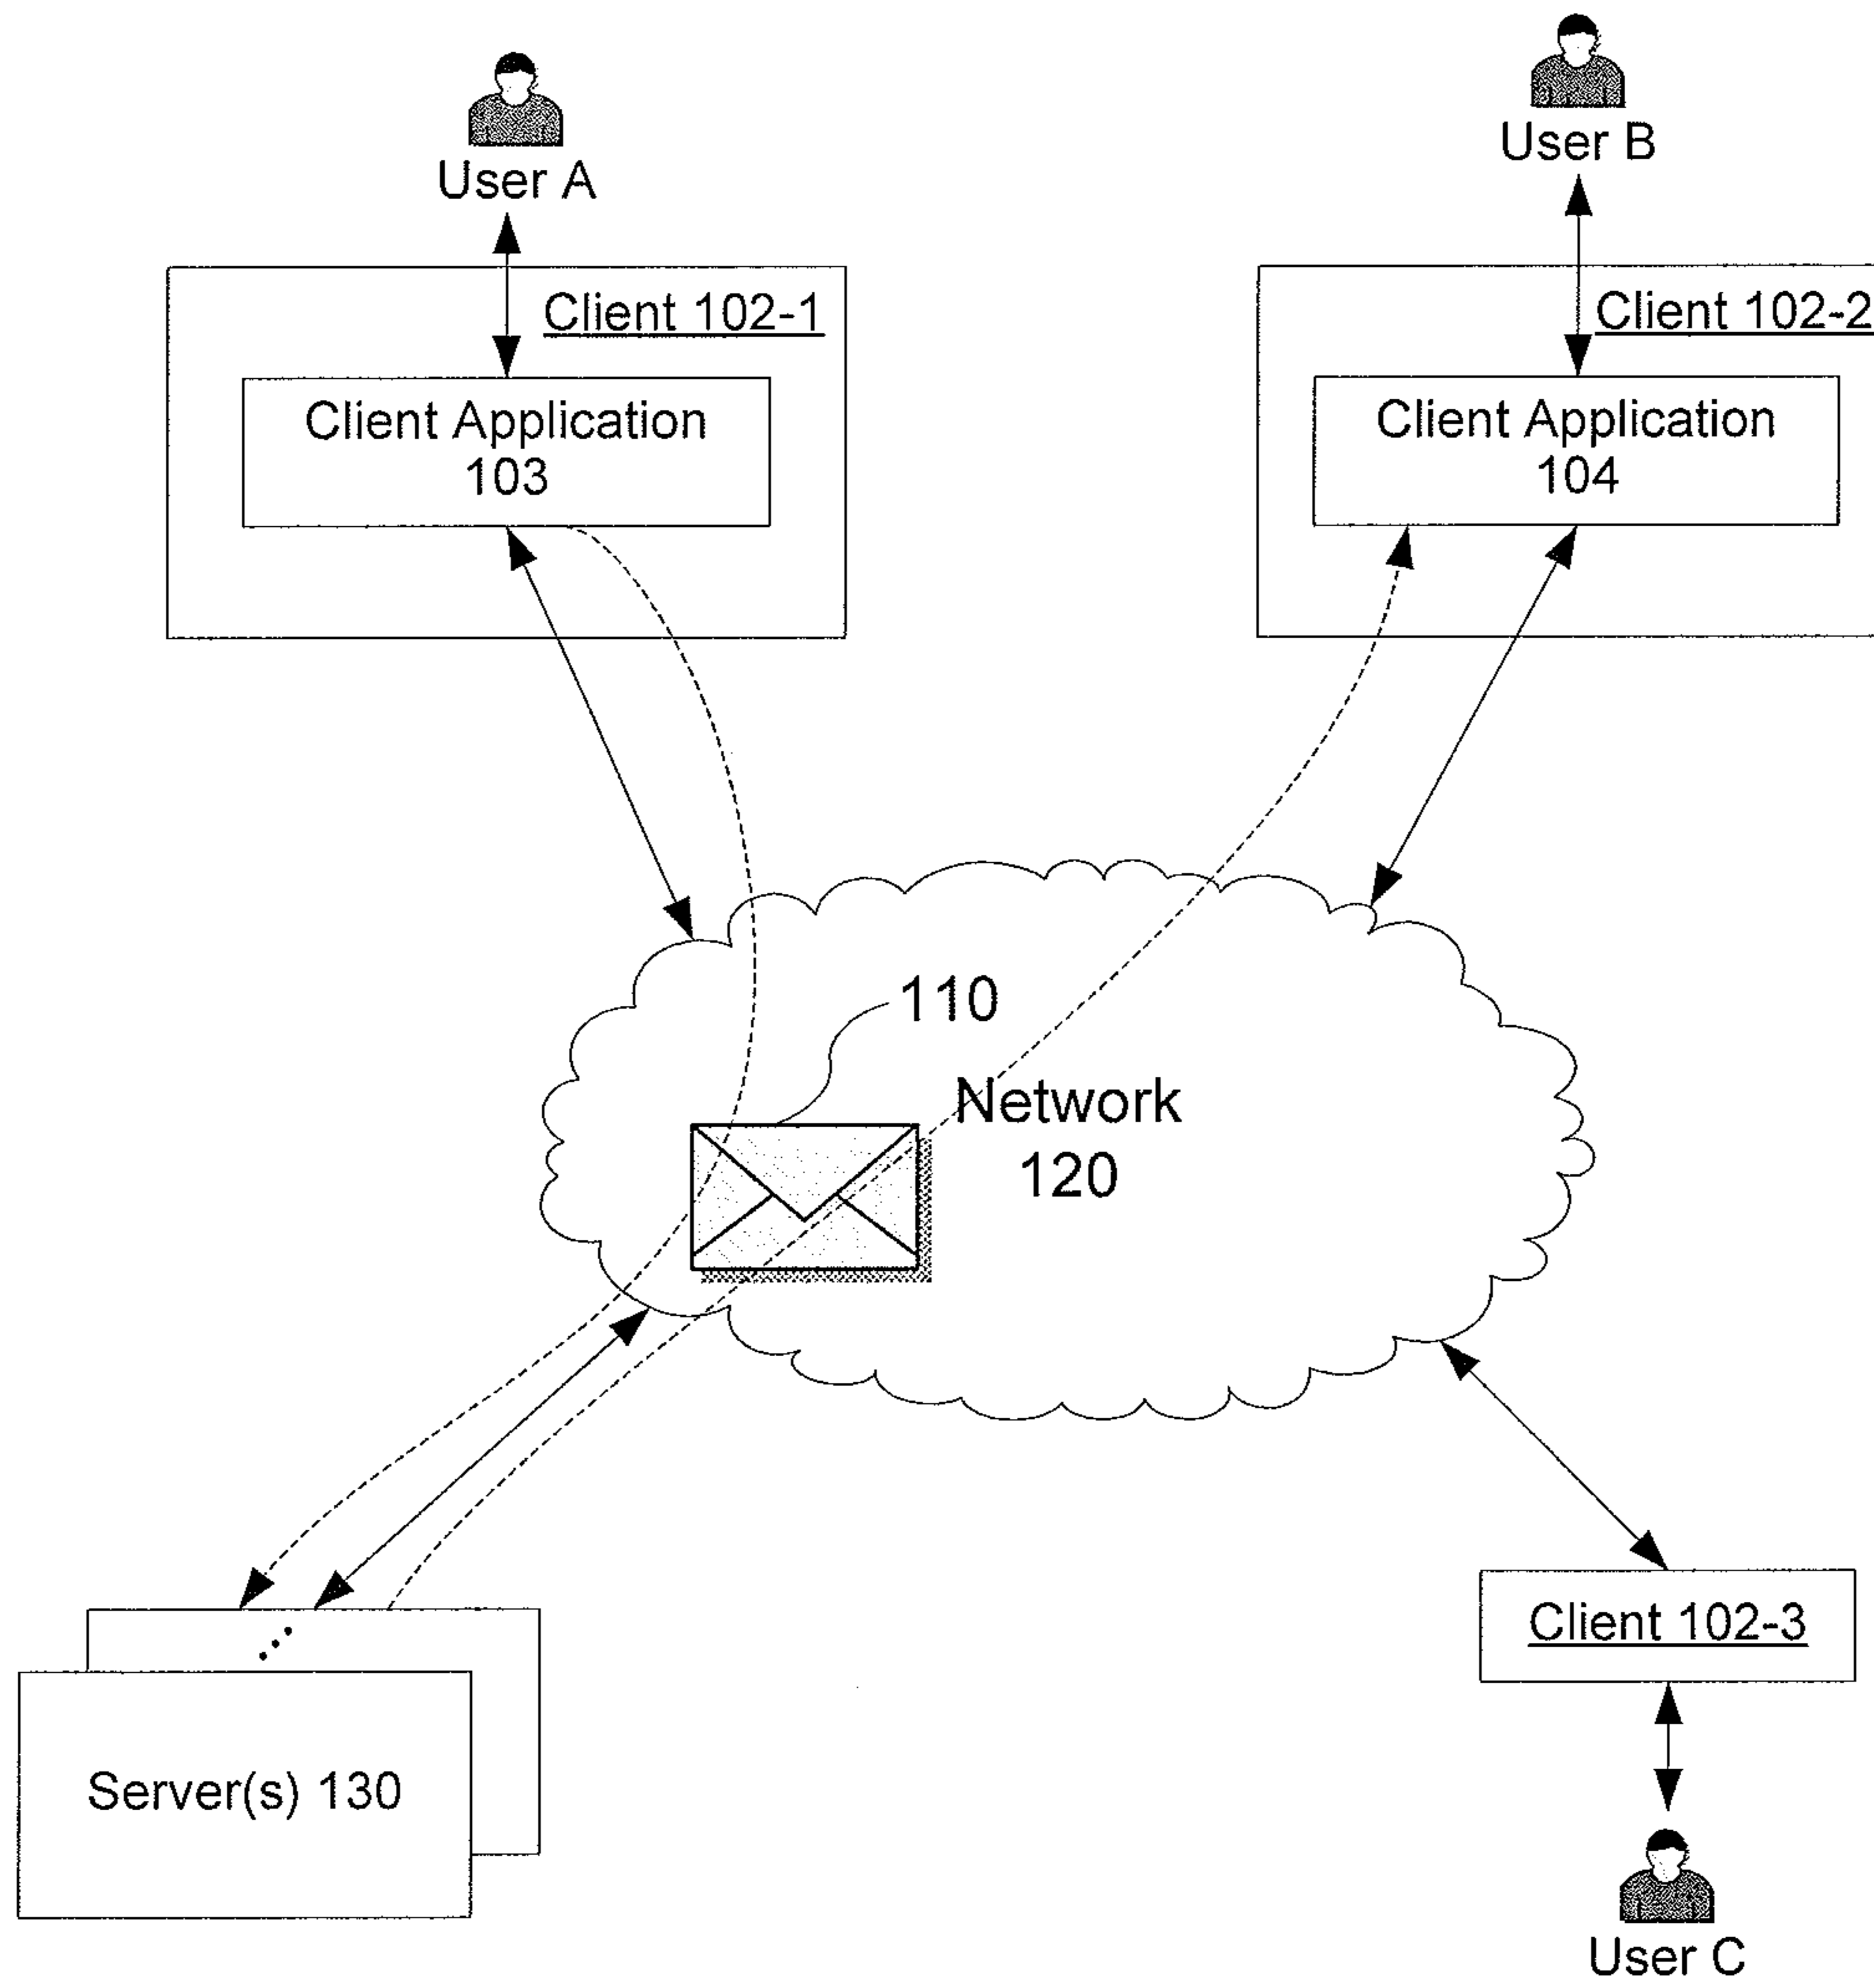 User A
User B
Client 102-1
Client 102-2
Client Application
103
Client Application
104
110
Network
120
Client 102-3
Server(s) 130
User C